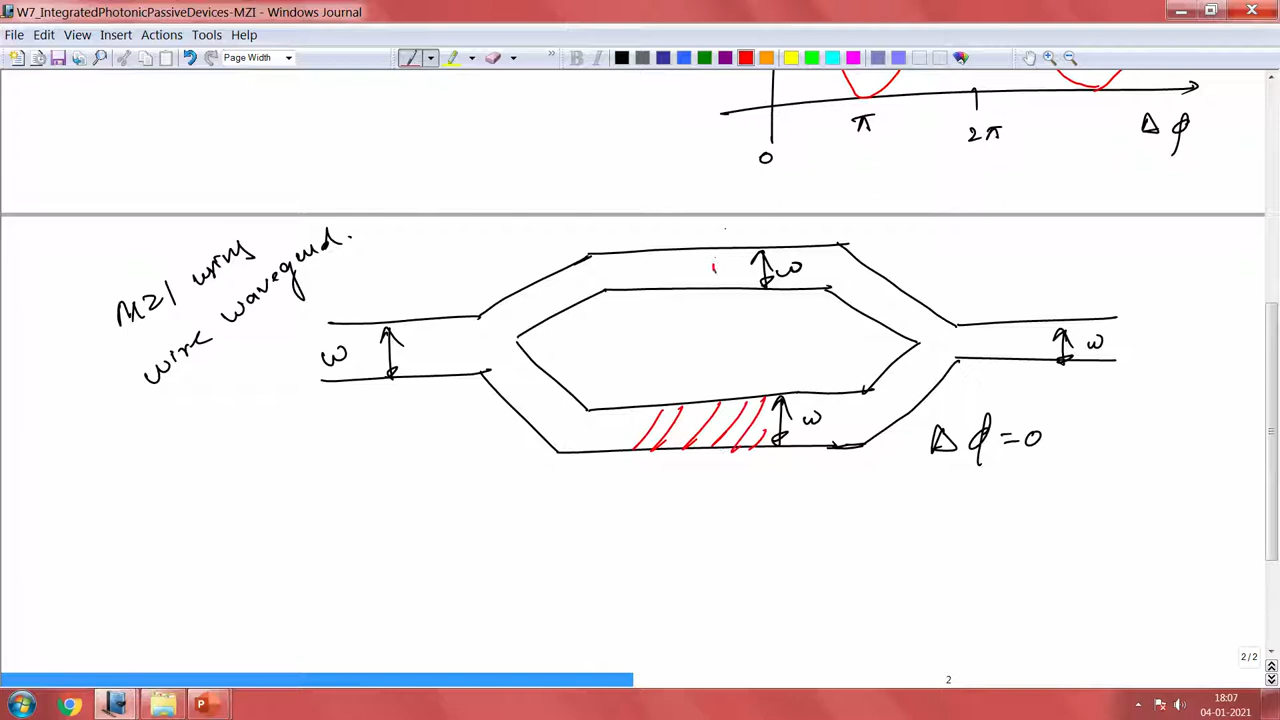 W7_IntegratedPhotonicPassiveDevices-MZI - Windows Journal
File Edit View Insert Actions Tools Help
Page Width
B I
0 π 2π Δφ
MZI using
wire waveguid.
w
w
w
w
Δφ=0
2/2
2
18:07
04-01-2021